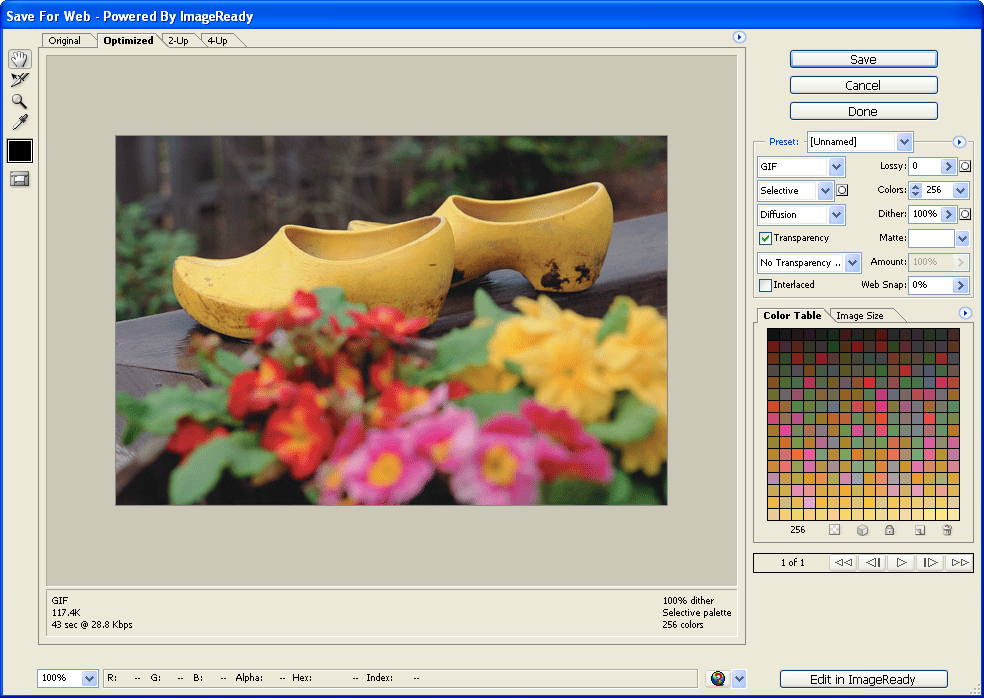 Save For Web - Powered By ImageReady
Original Optimized 2-Up 4-Up
Save
Cancel
Done
Preset: [Unnamed]
GIF Lossy: 0
Selective Colors: 256
Diffusion Dither: 100%
Transparency Matte:
No Transparency ... Amount: 100%
Interlaced Web Snap: 0%
Color Table Image Size
256
1 of 1
GIF 100% dither
117.4K Selective palette
43 sec @ 28.8 Kbps 256 colors
100% R: -- G: -- B: -- Alpha: -- Hex: -- Index: --
Edit in ImageReady